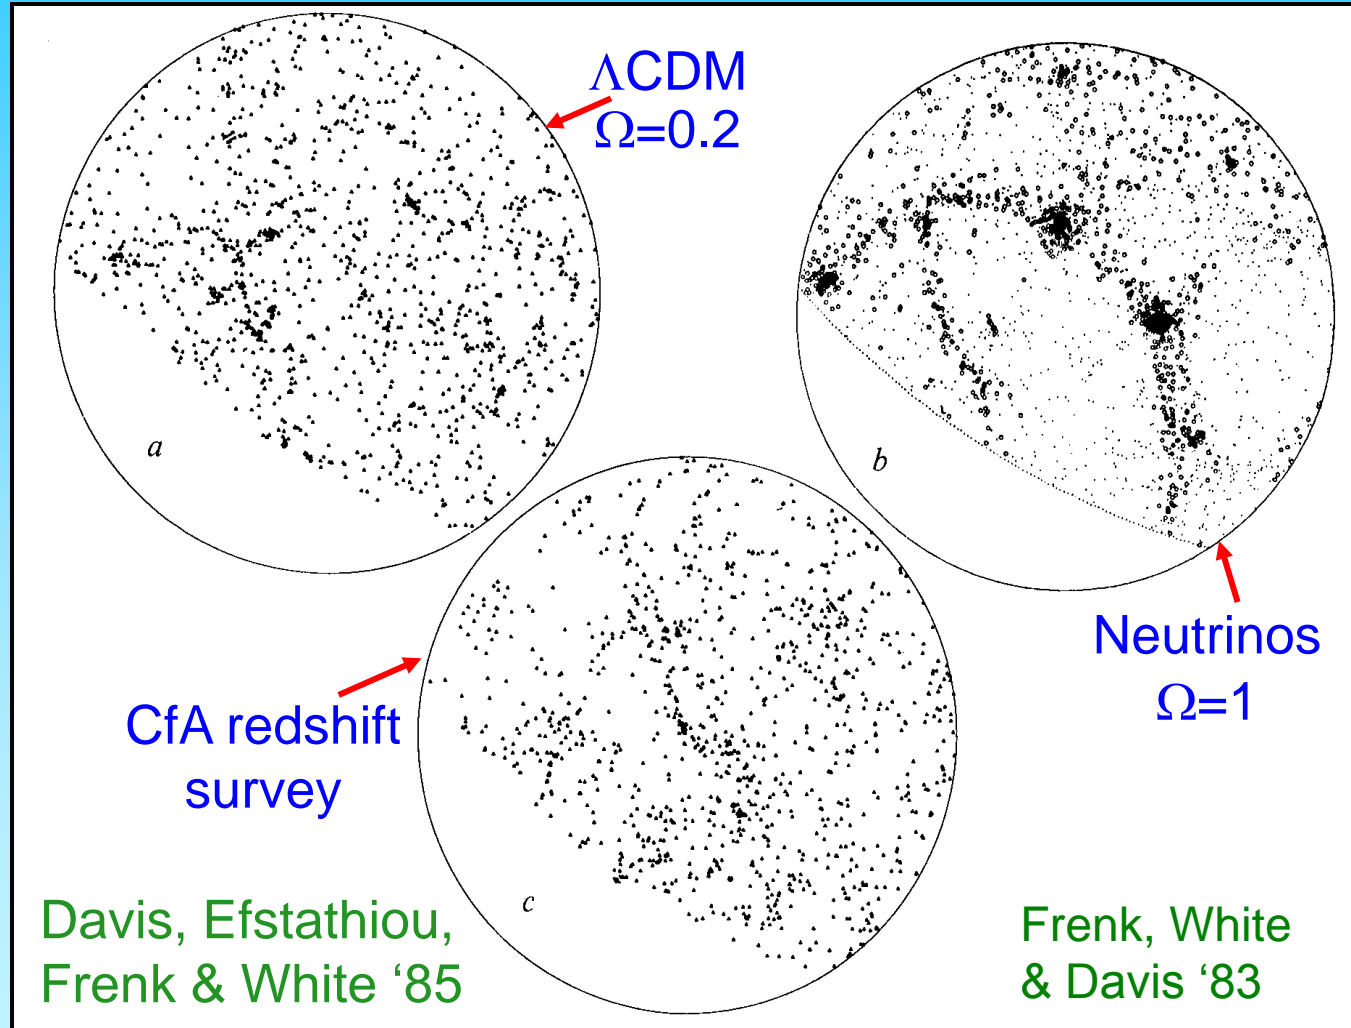 ΛCDM
Ω=0.2
a
b
Neutrinos
Ω=1
CfA redshift
survey
c
Davis, Efstathiou,
Frenk & White ‘85
Frenk, White
& Davis ‘83